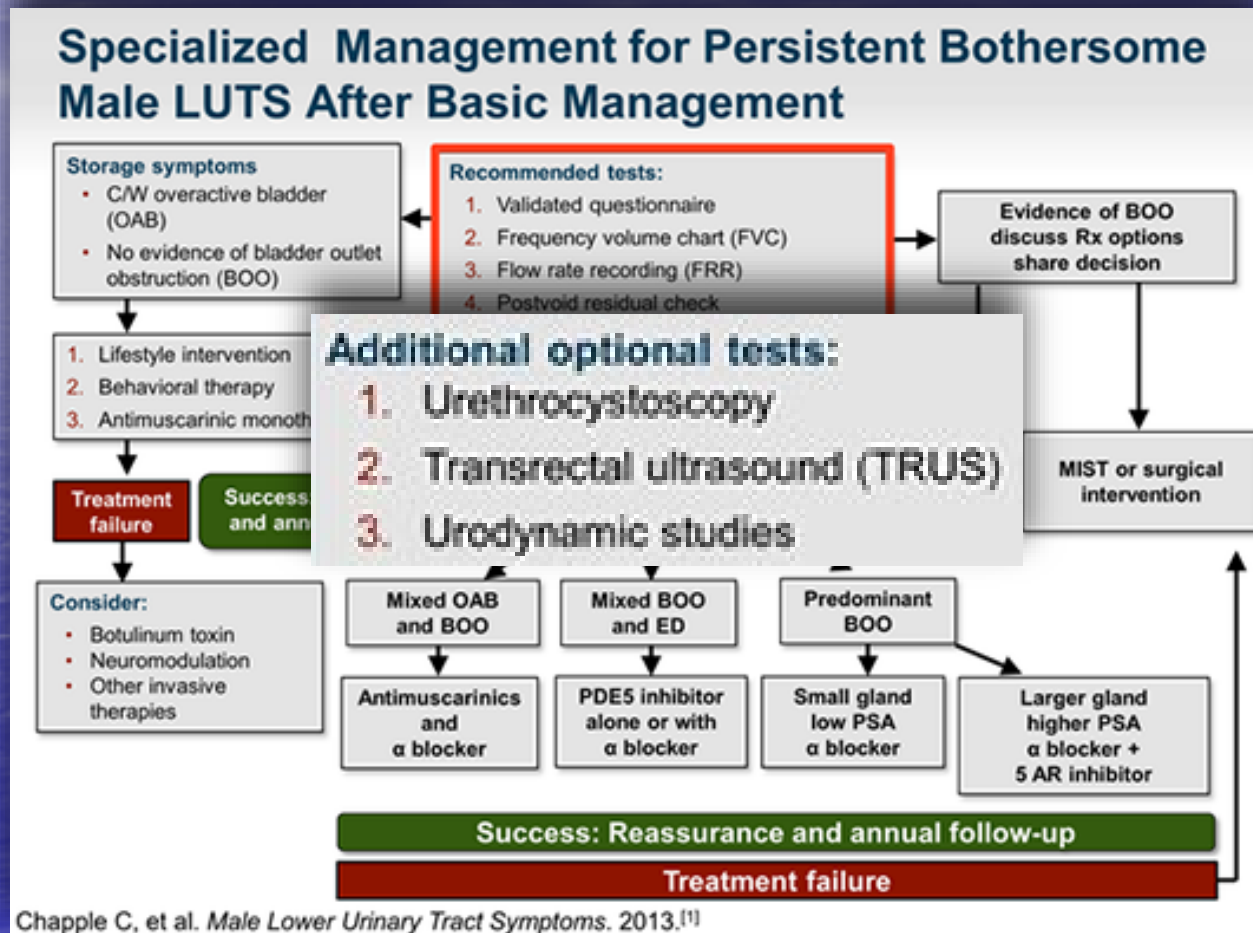 Specialized Management for Persistent Bothersome
Male LUTS After Basic Management
Storage symptoms
• C/W overactive bladder
(OAB)
• No evidence of bladder outlet
obstruction (BOO)
Recommended tests:
1. Validated questionnaire
2. Frequency volume chart (FVC)
3. Flow rate recording (FRR)
4. Postvoid residual check
Evidence of BOO
discuss Rx options
share decision
1. Lifestyle intervention
2. Behavioral therapy
3. Antimuscarinic monoth
Additional optional tests:
1. Urethrocystoscopy
2. Transrectal ultrasound (TRUS)
3. Urodynamic studies
MIST or surgical
intervention
Treatment
failure
Success:
and ann
Consider:
• Botulinum toxin
• Neuromodulation
• Other invasive
therapies
Mixed OAB
and BOO
Mixed BOO
and ED
Predominant
BOO
Antimuscarinics
and
α blocker
PDE5 inhibitor
alone or with
α blocker
Small gland
low PSA
α blocker
Larger gland
higher PSA
α blocker +
5 AR inhibitor
Success: Reassurance and annual follow-up
Treatment failure
Chapple C, et al. Male Lower Urinary Tract Symptoms. 2013.[1]